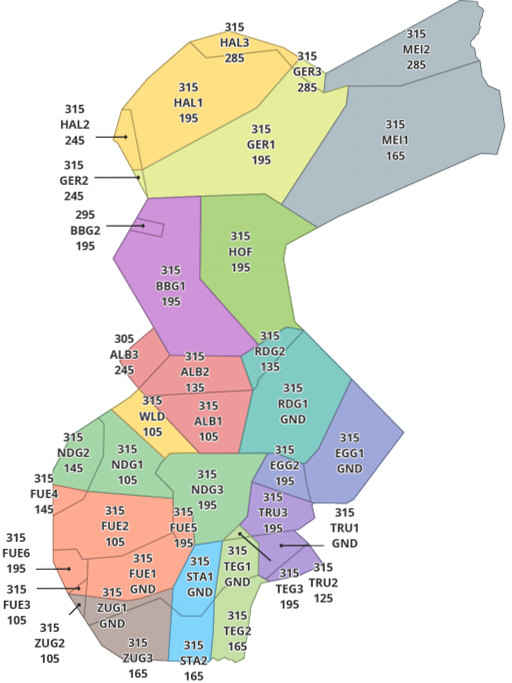 315
HAL3
285
315
MEI2
285
315
GER3
285
315
HAL1
195
315
HAL2
245
315
GER1
195
315
MEI1
165
315
GER2
245
295
BBG2
195
315
HOF
195
315
BBG1
195
305
ALB3
245
315
RDG2
135
315
ALB2
135
315
RDG1
GND
315
WLD
105
315
ALB1
105
315
NDG2
145
315
NDG1
105
315
EGG1
GND
315
EGG2
195
315
NDG3
195
315
FUE4
145
315
TRU3
195
315
FUE2
105
315
FUE5
195
315
TRU1
GND
315
FUE6
195
315
TEG1
GND
315
STA1
GND
315
FUE1
GND
315
TEG3
195
315
TRU2
125
315
FUE3
105
315
ZUG1
GND
315
TEG2
165
315
ZUG2
105
315
ZUG3
165
315
STA2
165